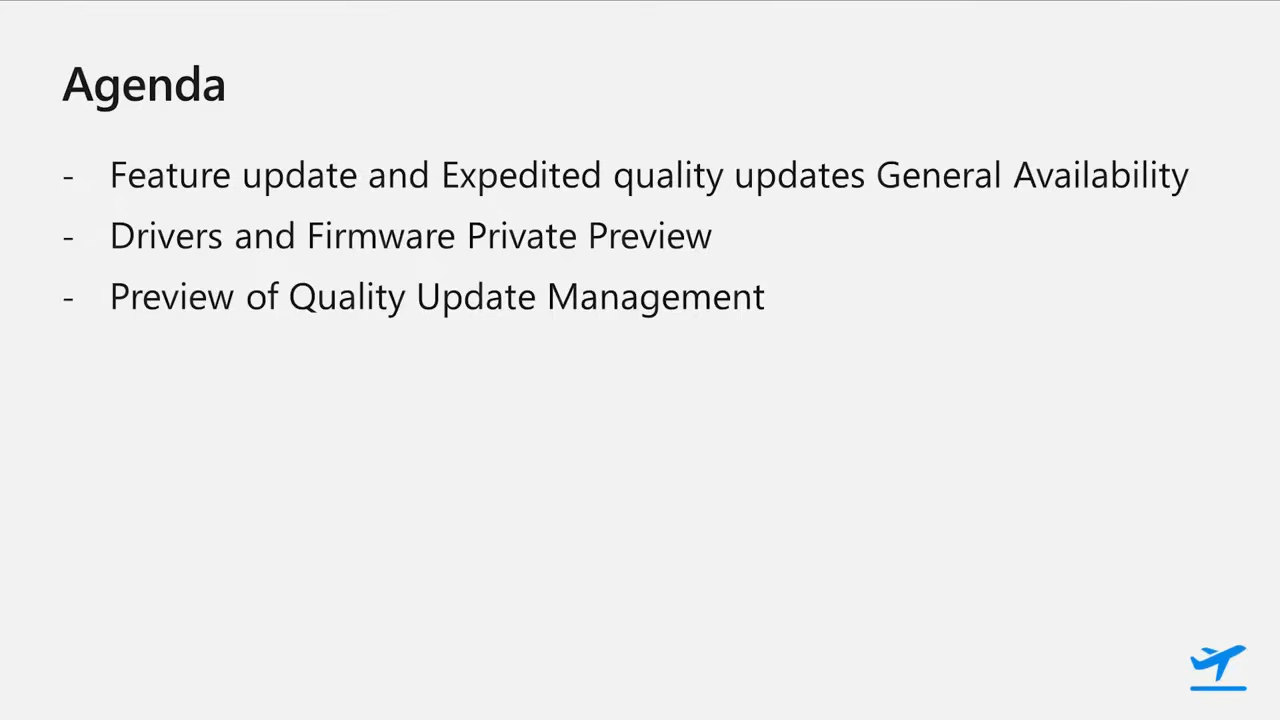 Agenda
- Feature update and Expedited quality updates General Availability
- Drivers and Firmware Private Preview
- Preview of Quality Update Management